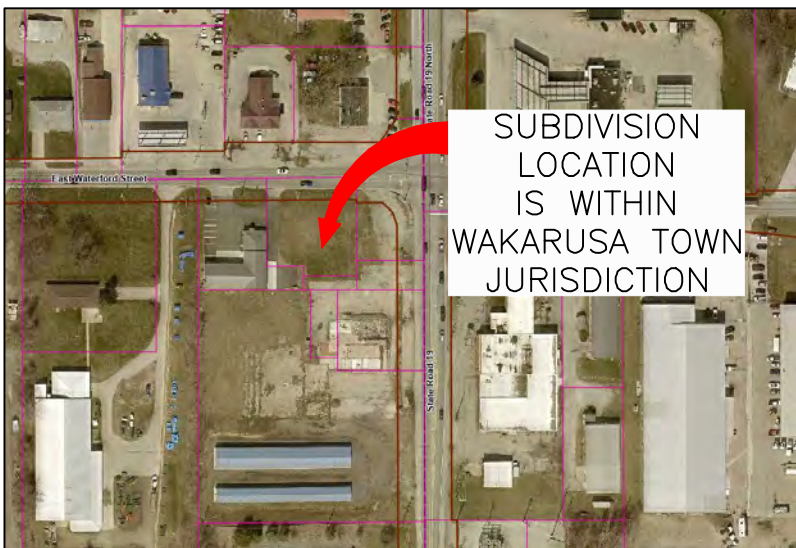 State Road 19 North
SUBDIVISION
LOCATION
IS WITHIN
WAKARUSA TOWN
JURISDICTION
East Waterford Street
State Road 19